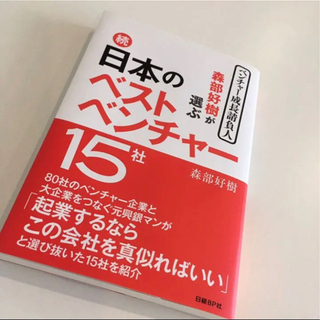 ベンチャー成長請負人
森部好樹が
選ぶ
続
日本の
ベスト
ベンチャー
15社
森部好樹
80社のベンチャー企業と
大企業をつなぐ元興銀マンが
「起業するなら
この会社を真似ればいい」
と選び抜いた15社を紹介
日経BP社